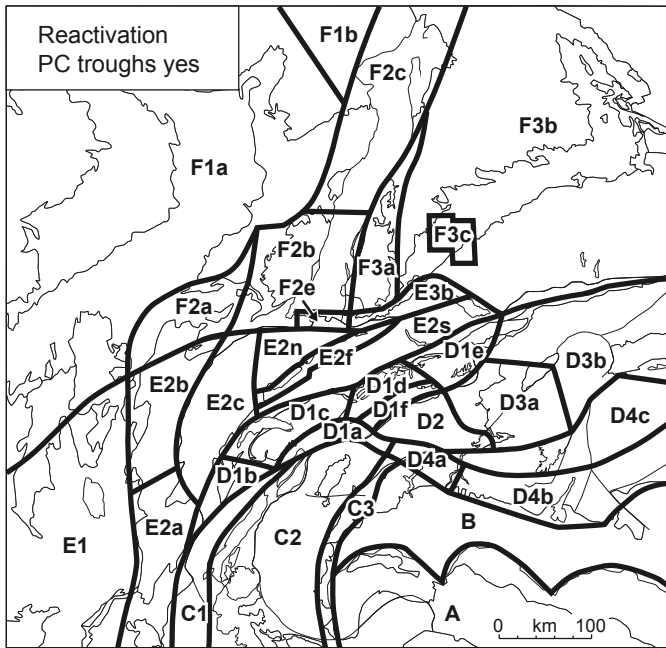 Reactivation
PC troughs yes
F1b
F2c
F3b
F1a
F3c
F2b
F3a
F2e
E3b
F2a
E2s
E2n
D1e
E2f
D3b
E2b
D1d
E2c
D3a
D1c
D1f
D2
D4c
D1a
D4a
D1b
D4b
C3
E2a
B
C2
E1
C1
A
0 km 100